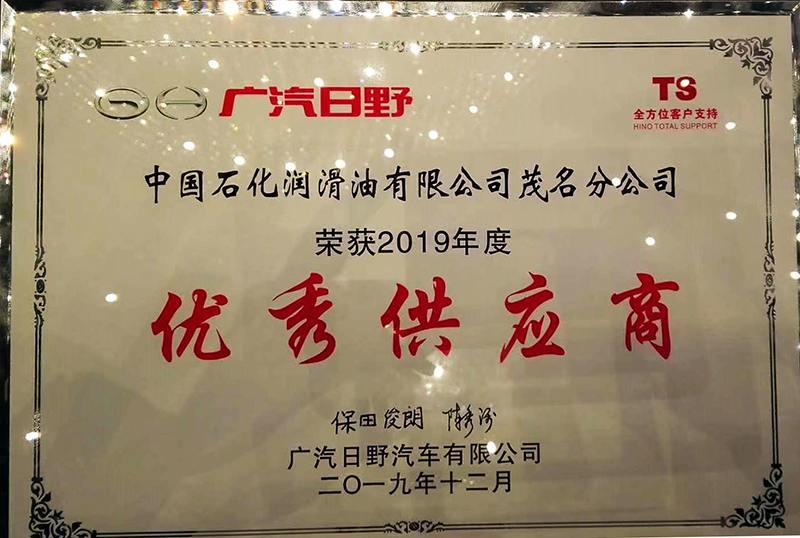 广汽日野
TS
全方位客户支持
HINO TOTAL SUPPORT
中国石化润滑油有限公司茂名分公司
荣获2019年度
优秀供应商
保田俊朗
广汽日野汽车有限公司
二〇一九年十二月